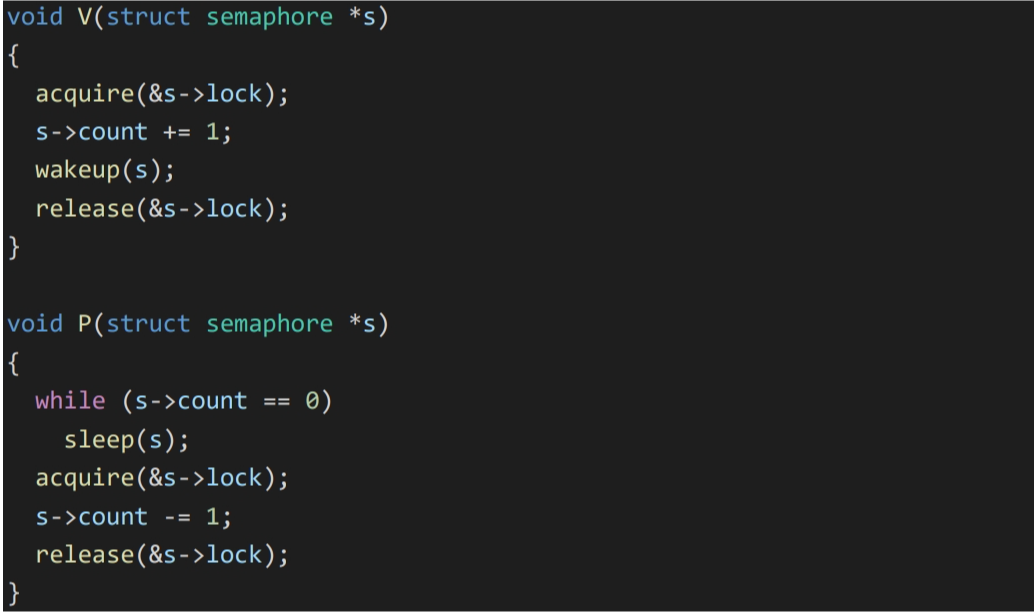 void V(struct semaphore *s)
{
  acquire(&s->lock);
  s->count += 1;
  wakeup(s);
  release(&s->lock);
}

void P(struct semaphore *s)
{
  while (s->count == 0)
    sleep(s);
  acquire(&s->lock);
  s->count -= 1;
  release(&s->lock);
}